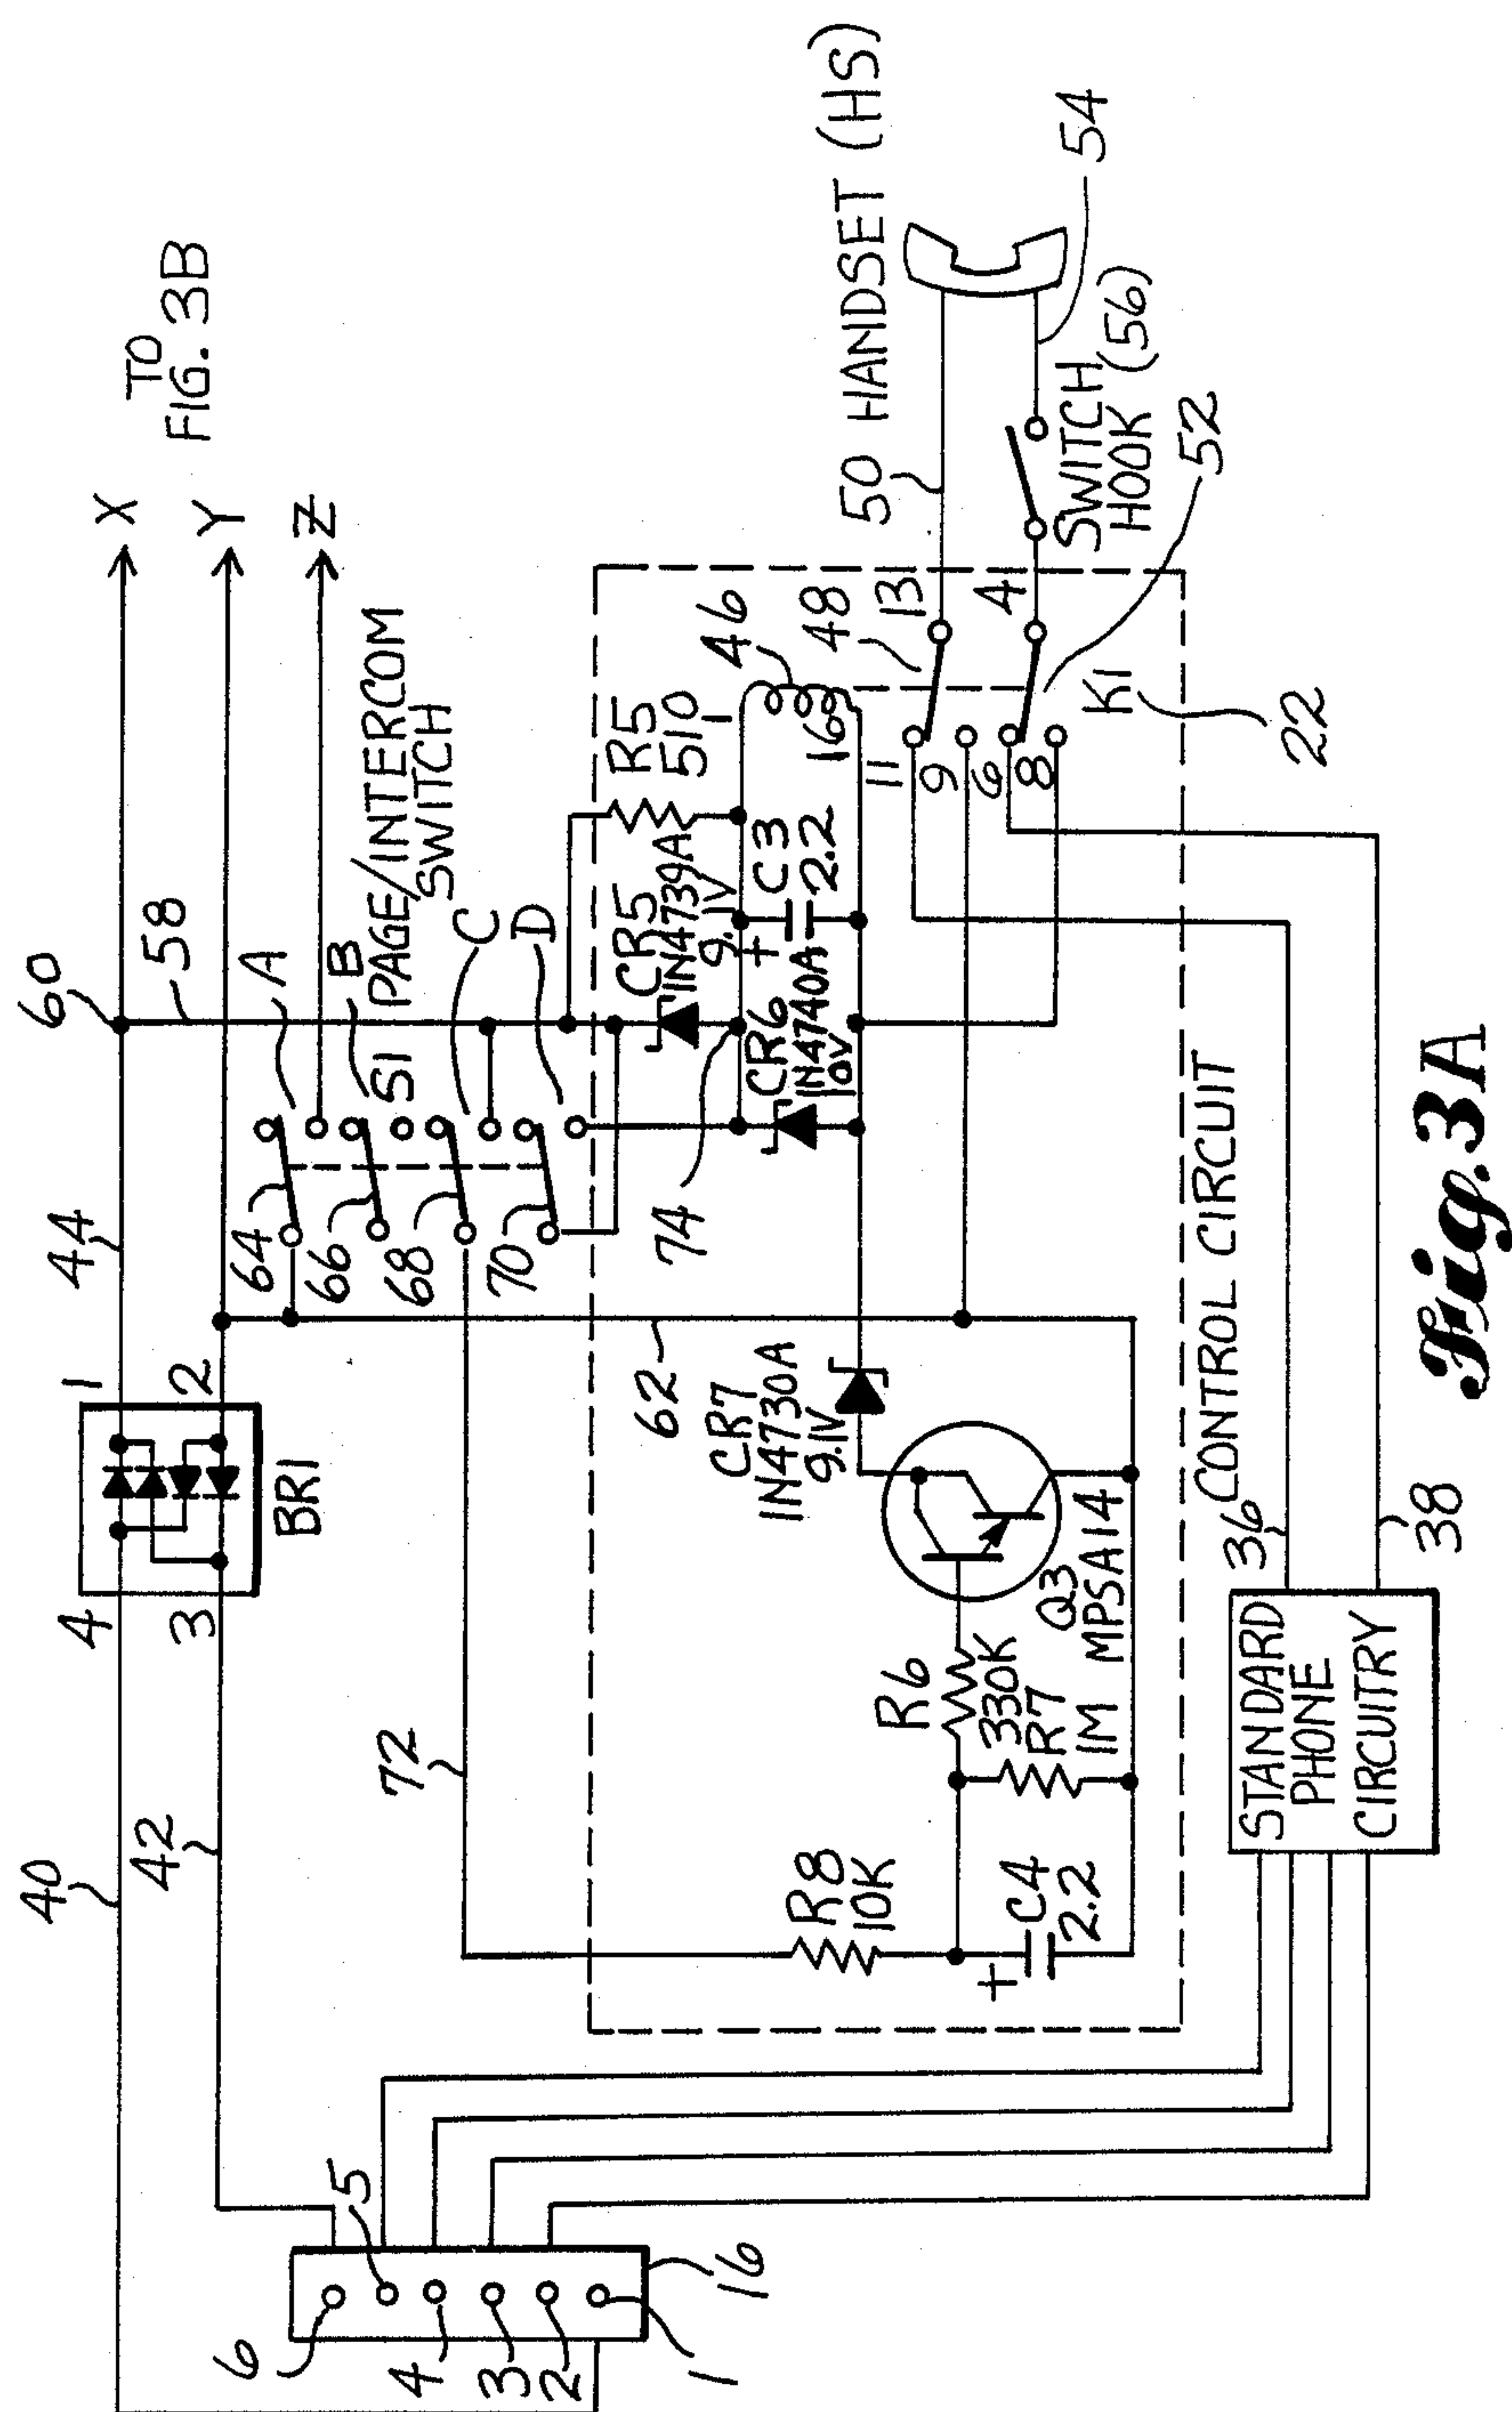 TO
FIG. 3B
X
Y
Z
60
58
44
40
42
1
2
4
3
BR1
A
B
PAGE/INTERCOM
SWITCH
S1
C
D
64
66
68
70
72
62
74
R5
510
CR5
1N4739A
9.1V
C3
+
2.2
CR6
1N4740A
10V
46
1
16
48
13
4
11
9
6
8
K1
22
50 HANDSET (HS)
54
SWITCH
HOOK (56)
52
CR7
1N4730A
9.1V
Q3
MPSA14
R6
330K
R7
1M
R8
10K
C4
+
2.2
CONTROL CIRCUIT
36
38
STANDARD
PHONE
CIRCUITRY
6
5
4
3
2
1
16
Fig. 3A